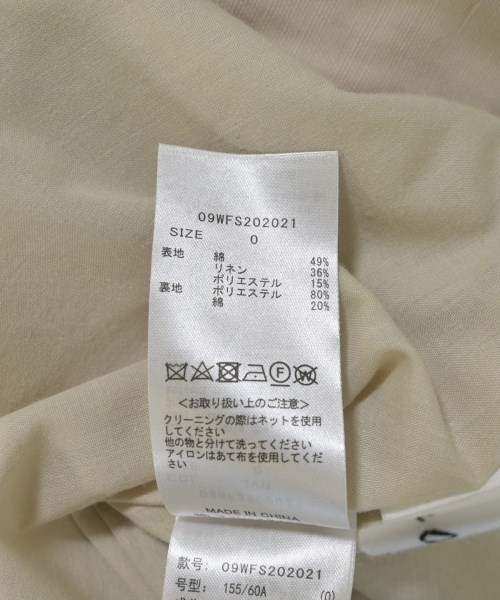 09WFS202021
SIZE 0
表地 綿 49%
リネン 36%
ポリエステル 15%
裏地 ポリエステル 80%
綿 20%
F W
<お取り扱い上のご注意>
クリーニングの際はネットを使用
してください
他の物と分けて洗ってください
アイロンはあて布を使用してくださ
い
MADE IN CHINA
款号: 09WFS202021
号型: 155/60A (0)
0